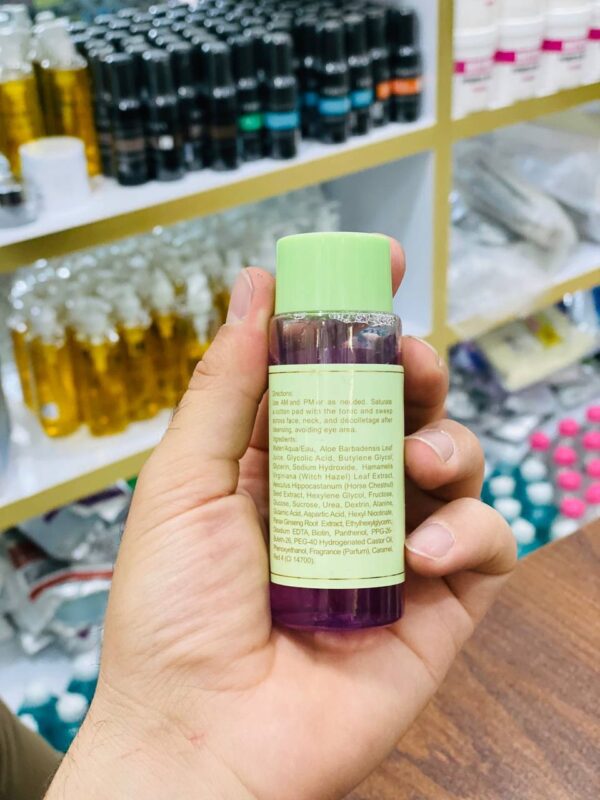 Directions:
Use AM and PM or as needed. Saturate
a cotton pad with the tonic and sweep
across face, neck, and decolletage after
cleansing, avoiding eye area.
Ingredients:
Water/Aqua/Eau, Aloe Barbadensis Leaf
Juice, Glycolic Acid, Butylene Glycol,
Glycerin, Sodium Hydroxide, Hamamelis
Virginiana (Witch Hazel) Leaf Extract,
Aesculus Hippocastanum (Horse Chestnut)
Seed Extract, Hexylene Glycol, Fructose,
Glucose, Sucrose, Urea, Dextrin, Alanine,
Glutamic Acid, Aspartic Acid, Hexyl Nicotinate,
Panax Ginseng Root Extract, Ethylhexylglycerin,
Disodium EDTA, Biotin, Panthenol, PPG-26-
Buteth-26, PEG-40 Hydrogenated Castor Oil,
Phenoxyethanol, Fragrance (Parfum), Caramel,
Red 4 (CI 14700).